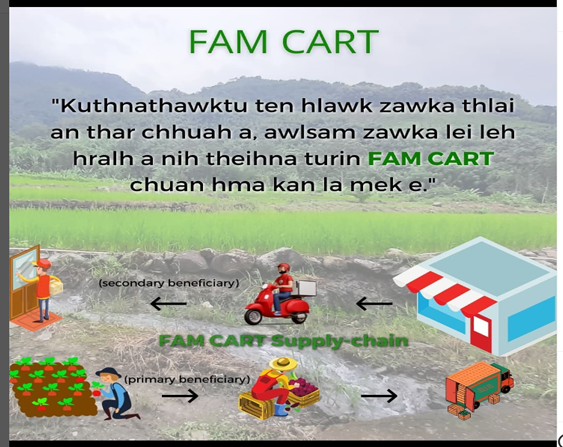 FAM CART
"Kuthnathawktu ten hlawk zawka thlai
an thar chhuah a, awlsam zawka lei leh
hralh a nih theihna turin FAM CART
chuan hma kan la mek e."
(secondary beneficiary)
FAM CART Supply-chain
(primary beneficiary)